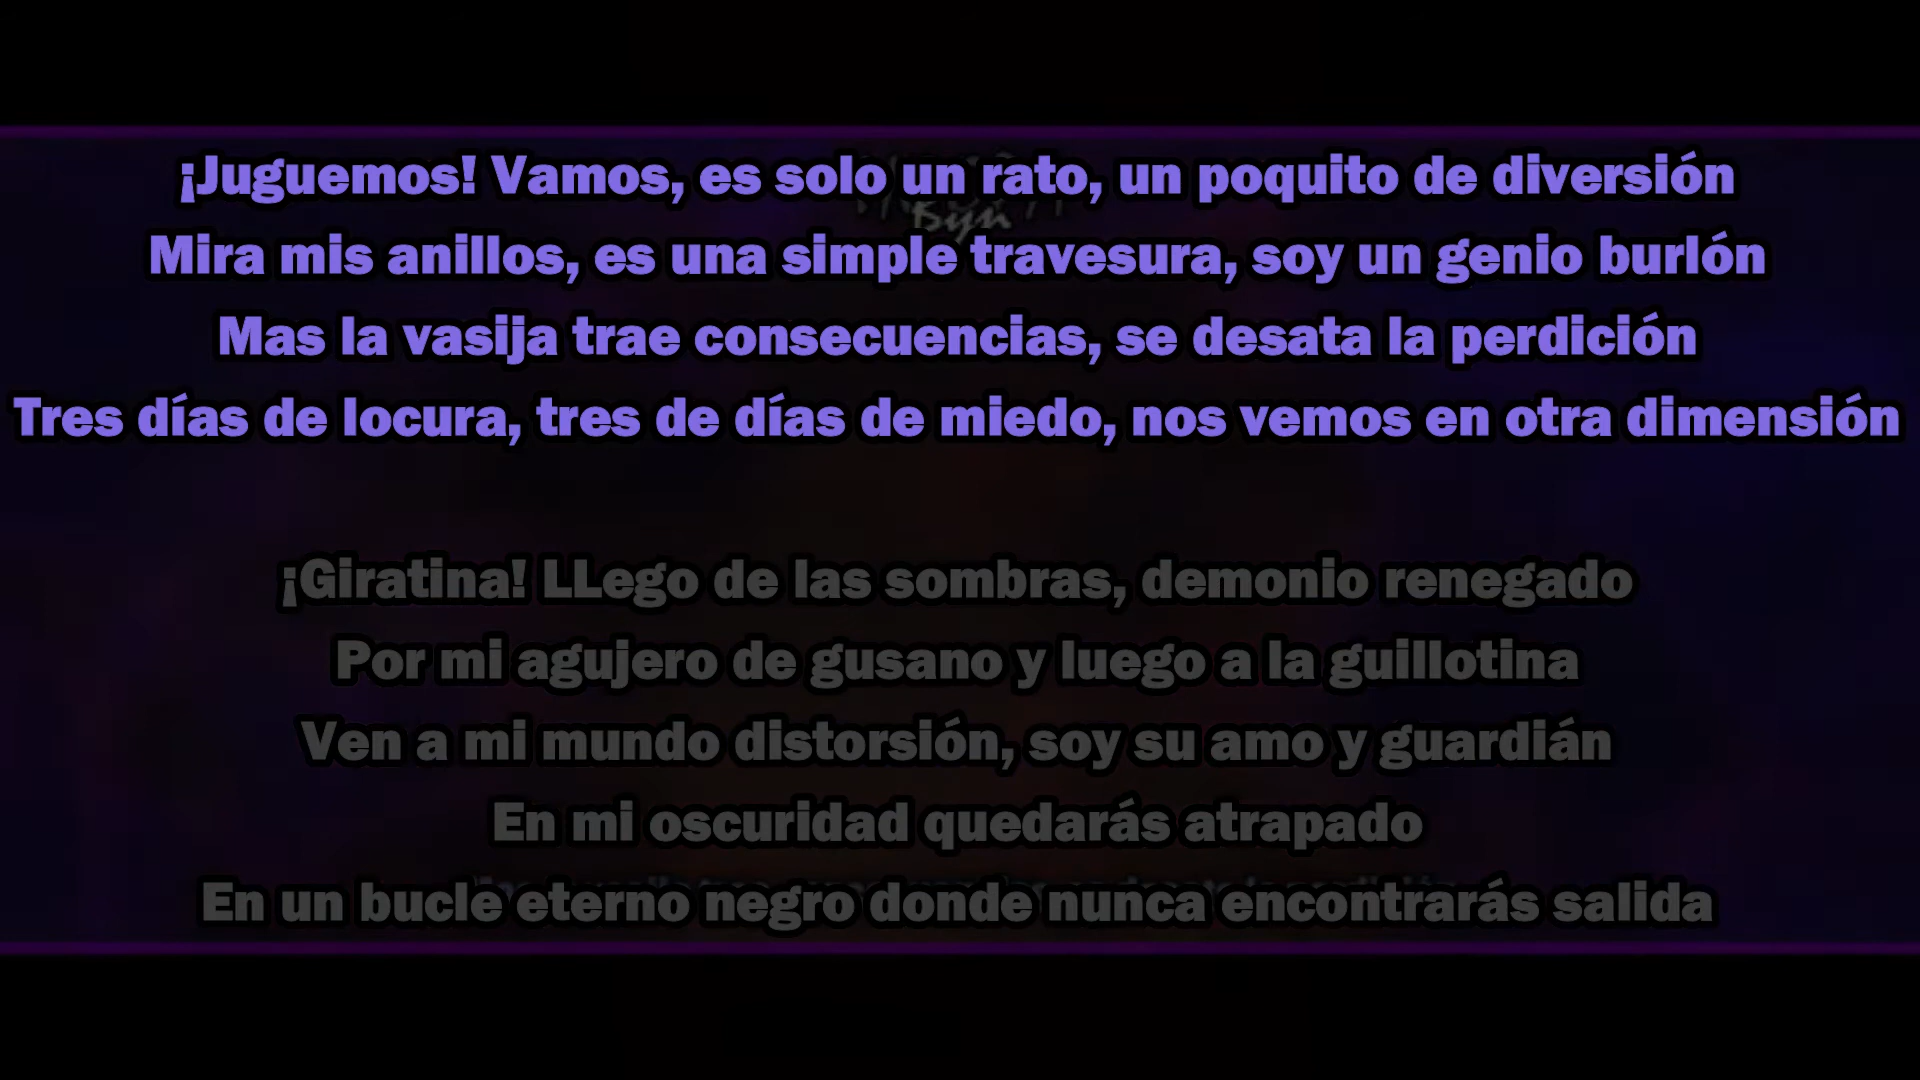 ¡Juguemos! Vamos, es solo un rato, un poquito de diversión
Byn
Mira mis anillos, es una simple travesura, soy un genio burlón
Mas la vasija trae consecuencias, se desata la perdición
Tres días de locura, tres de días de miedo, nos vemos en otra dimensión
¡Giratina! LLego de las sombras, demonio renegado
Por mi agujero de gusano y luego a la guillotina
Ven a mi mundo distorsión, soy su amo y guardián
En mi oscuridad quedarás atrapado
En un bucle eterno negro donde nunca encontrarás salida